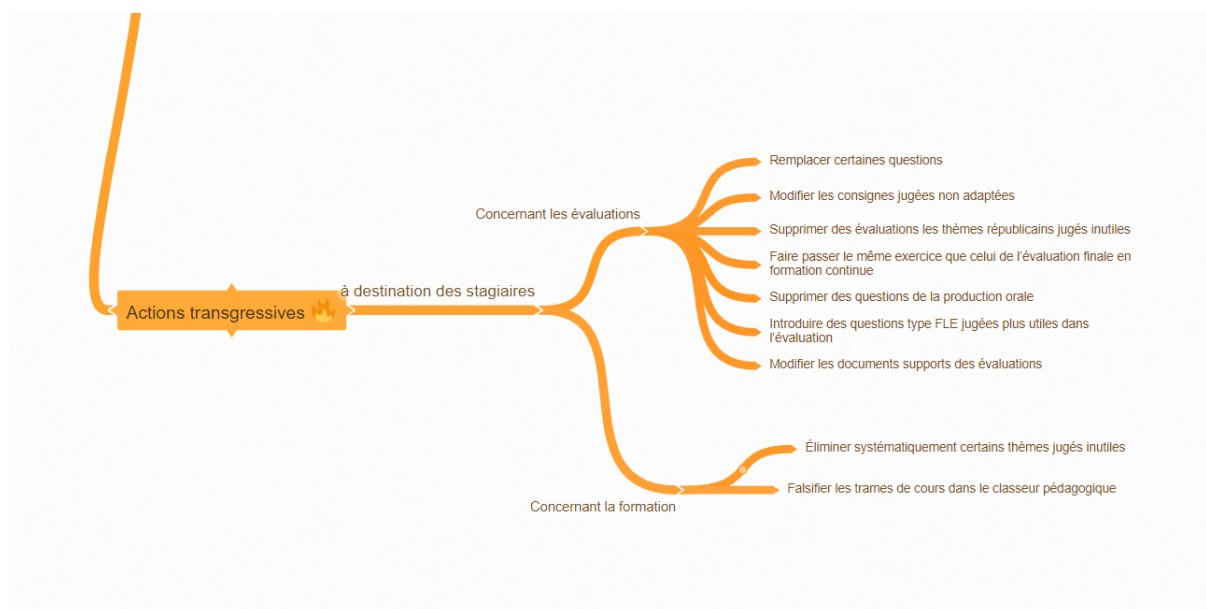 Remplacer certaines questions
Modifier les consignes jugées non adaptées
Concernant les évaluations
Supprimer des évaluations les thèmes républicains jugés inutiles
Faire passer le même exercice que celui de l’évaluation finale en
formation continue
à destination des stagiaires
Supprimer des questions de la production orale
Actions transgressives
Introduire des questions type FLE jugées plus utiles dans
l’évaluation
Modifier les documents supports des évaluations
Éliminer systématiquement certains thèmes jugés inutiles
Falsifier les trames de cours dans le classeur pédagogique
Concernant la formation